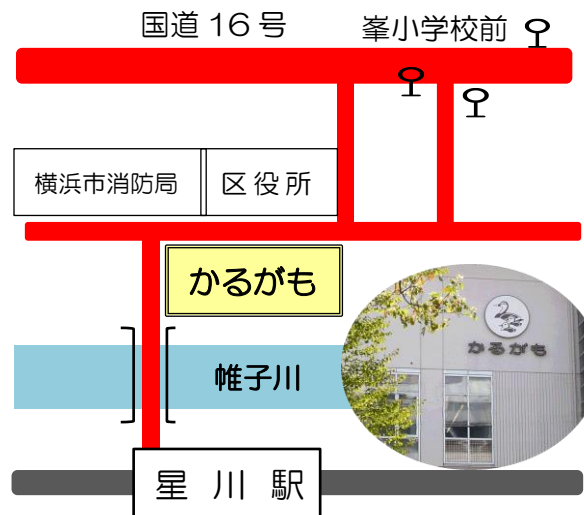 国道16号
峯小学校前
横浜市消防局
区役所
かるがも
かるがも
帷子川
星川駅